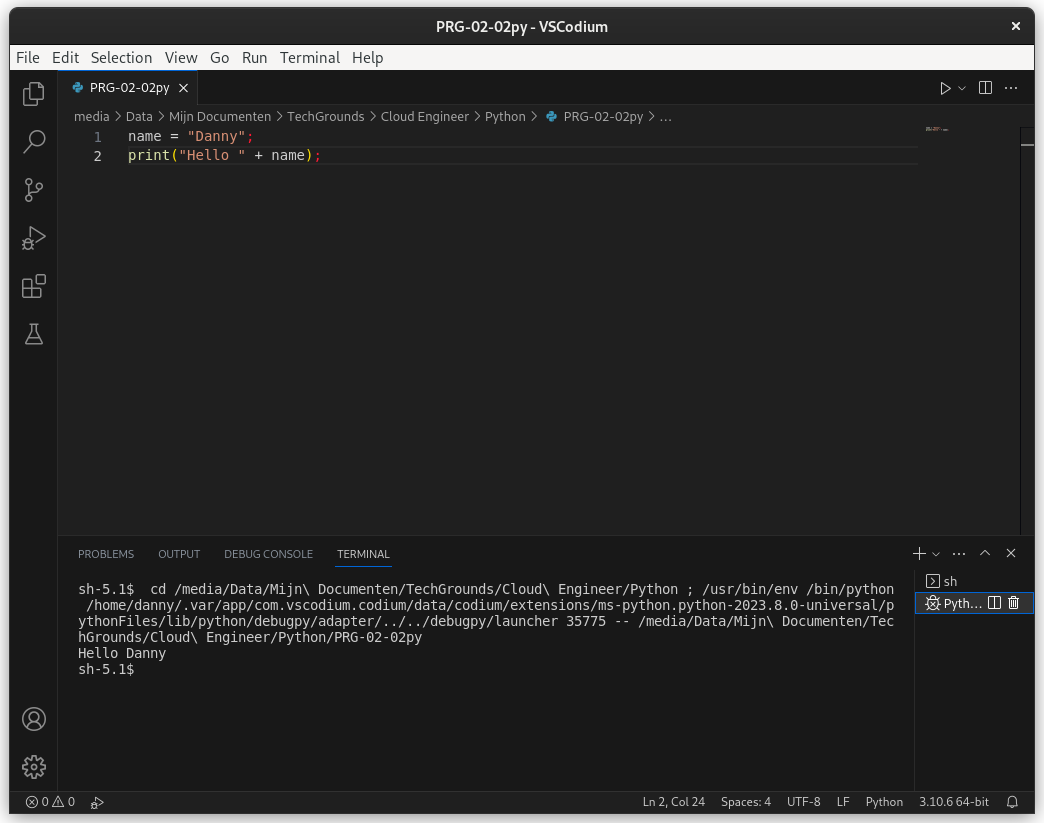 PRG-02-02py - VSCodium
File Edit Selection View Go Run Terminal Help
PRG-02-02py
media > Data > Mijn Documenten > TechGrounds > Cloud Engineer > Python > PRG-02-02py > ...
1 name = "Danny";
2 print("Hello " + name);
PROBLEMS OUTPUT DEBUG CONSOLE TERMINAL
sh-5.1$  cd /media/Data/Mijn\ Documenten/TechGrounds/Cloud\ Engineer/Python ; /usr/bin/env /bin/python
 /home/danny/.var/app/com.vscodium.codium/data/codium/extensions/ms-python.python-2023.8.0-universal/p
ythonFiles/lib/python/debugpy/adapter/../../debugpy/launcher 35775 -- /media/Data/Mijn\ Documenten/Tec
hGrounds/Cloud\ Engineer/Python/PRG-02-02py
Hello Danny
sh-5.1$
sh
Pyth...
0 0 Ln 2, Col 24 Spaces: 4 UTF-8 LF Python 3.10.6 64-bit